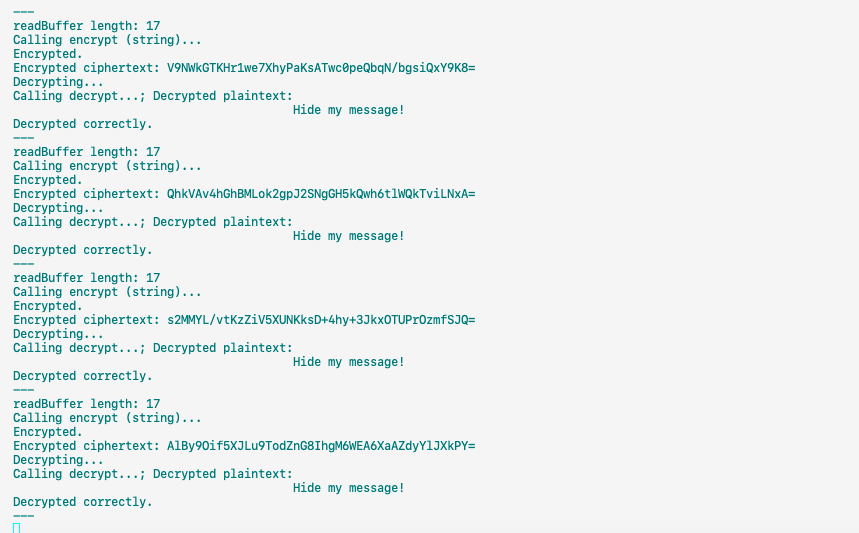 ———
readBuffer length: 17
Calling encrypt (string)...
Encrypted.
Encrypted ciphertext: V9NWkGTKHr1we7XhyPaKsATwc0peQbqN/bgsiQxY9K8=
Decrypting...
Calling decrypt...; Decrypted plaintext:
Hide my message!
Decrypted correctly.
———
readBuffer length: 17
Calling encrypt (string)...
Encrypted.
Encrypted ciphertext: QhkVAv4hGhBMLok2gpJ2SNgGH5kQwh6tlWQkTviLNxA=
Decrypting...
Calling decrypt...; Decrypted plaintext:
Hide my message!
Decrypted correctly.
———
readBuffer length: 17
Calling encrypt (string)...
Encrypted.
Encrypted ciphertext: s2MMYL/vtKzZiV5XUNKksD+4hy+3JkxOTUPrOzmfSJQ=
Decrypting...
Calling decrypt...; Decrypted plaintext:
Hide my message!
Decrypted correctly.
———
readBuffer length: 17
Calling encrypt (string)...
Encrypted.
Encrypted ciphertext: AlBy9Oif5XJLu9TodZnG8IhgM6WEA6XaAZdyYlJXkPY=
Decrypting...
Calling decrypt...; Decrypted plaintext:
Hide my message!
Decrypted correctly.
———